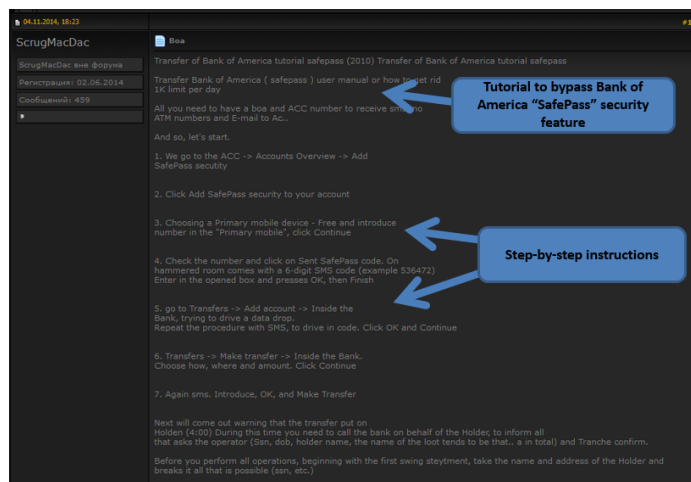 04.11.2014, 18:23
#1
ScrugMacDac
ScrugMacDac вне форума
Регистрация: 02.06.2014
Сообщений: 459
Boa
Transfer of Bank of America tutorial safepass (2010) Transfer of Bank of America tutorial safepass
Transfer Bank of America ( safepass ) user manual or how to get rid
1K limit per day
All you need to have a boa and ACC number to receive sms, no
ATM numbers and E-mail to Ac..
And so, let's start.
1. We go to the ACC -> Accounts Overview -> Add
SafePass secutity
2. Click Add SafePass security to your account
3. Choosing a Primary mobile device - Free and introduce
number in the "Primary mobile", click Continue
4. Check the number and click on Sent SafePass code. On
hammered room comes with a 6-digit SMS code (example 536472)
Enter in the opened box and presses OK, then Finish
5. go to Transfers -> Add account -> Inside the
Bank, trying to drive a data drop.
Repeat the procedure with SMS, to drive in code. Click OK and Continue
6. Transfers -> Make transfer -> Inside the Bank.
Choose how, where and amount. Click Continue
7. Again sms. Introduce, OK, and Make Transfer
Next will come out warning that the transfer put on
Holden (4:00) During this time you need to call the bank on behalf of the Holder, to inform all
that asks the operator (Ssn, dob, holder name, the name of the loot tends to be that.. a in total) and Tranche confirm.
Before you perform all operations, beginning with the first swing steytment, take the name and address of the Holder and
breaks it all that is possible (ssn, etc.)
Tutorial to bypass Bank of
America “SafePass” security
feature
Step-by-step instructions